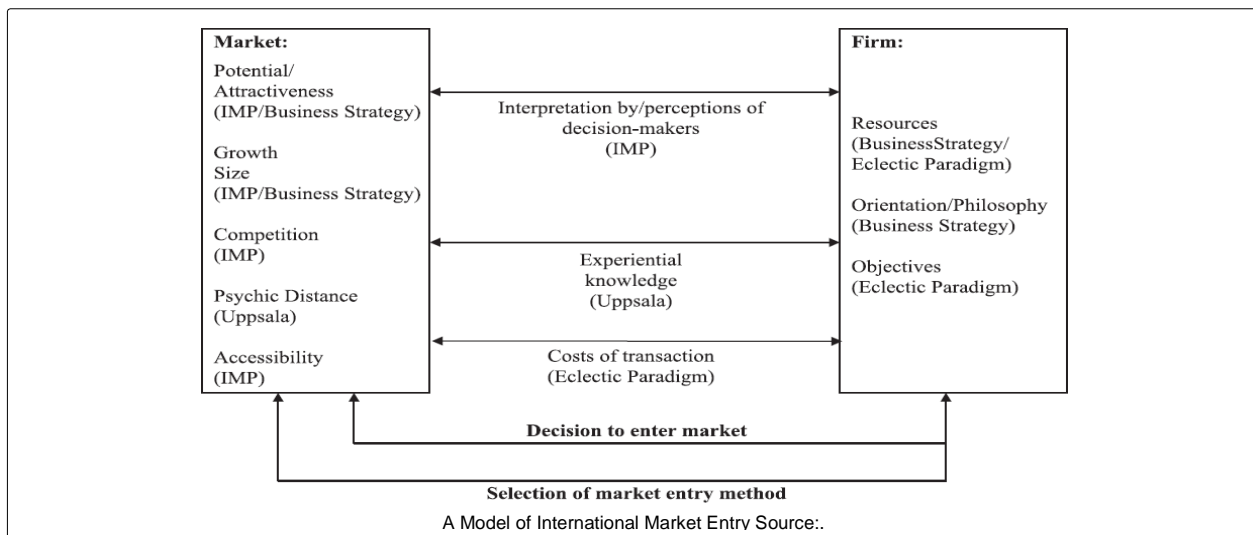 Market:
Potential/
Attractiveness
(IMP/Business Strategy)
Growth
Size
(IMP/Business Strategy)
Competition
(IMP)
Psychic Distance
(Uppsala)
Accessibility
(IMP)
Interpretation by/perceptions of
decision-makers
(IMP)
Experiential
knowledge
(Uppsala)
Costs of transaction
(Eclectic Paradigm)
Firm:
Resources
(BusinessStrategy/
Eclectic Paradigm)
Orientation/Philosophy
(Business Strategy)
Objectives
(Eclectic Paradigm)
Decision to enter market
Selection of market entry method
A Model of International Market Entry Source:.